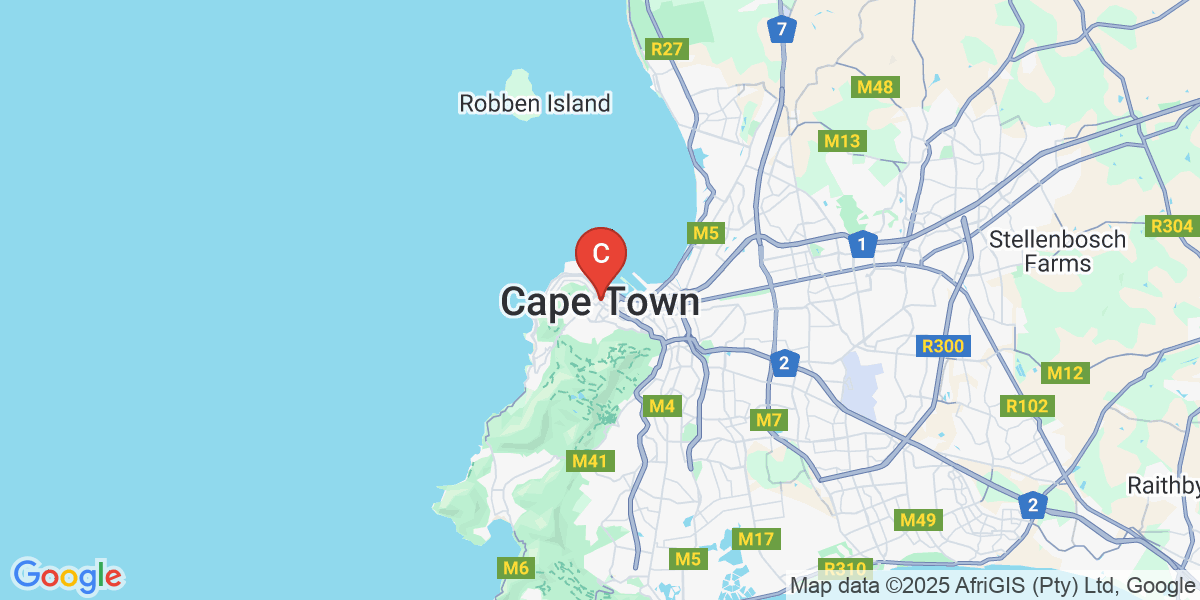 7
R27
M48
Robben Island
M13
R304
M5
1
Stellenbosch
Farms
C
Cape Town
R300
2
M12
M4
R102
M7
M41
Raithby
2
M49
M17
M5
M6
R310
Google
Map data ©2025 AfriGIS (Pty) Ltd, Google